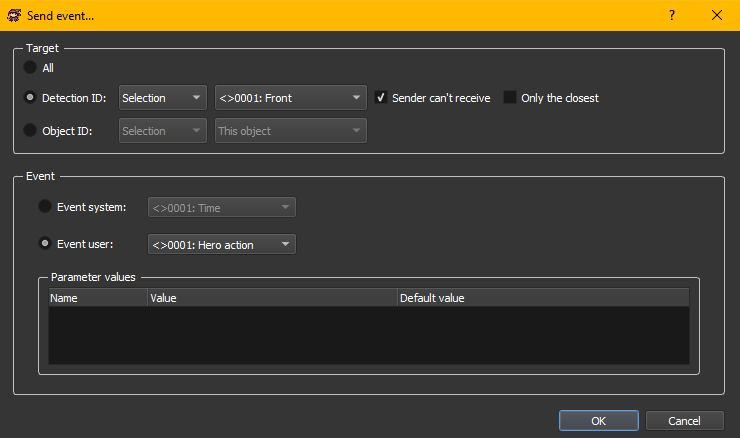 Send event...
Target
All
Detection ID: Selection <>0001: Front Sender can't receive Only the closest
Object ID: Selection This object
Event
Event system: <>0001: Time
Event user: <>0001: Hero action
Parameter values
Name Value Default value
OK Cancel